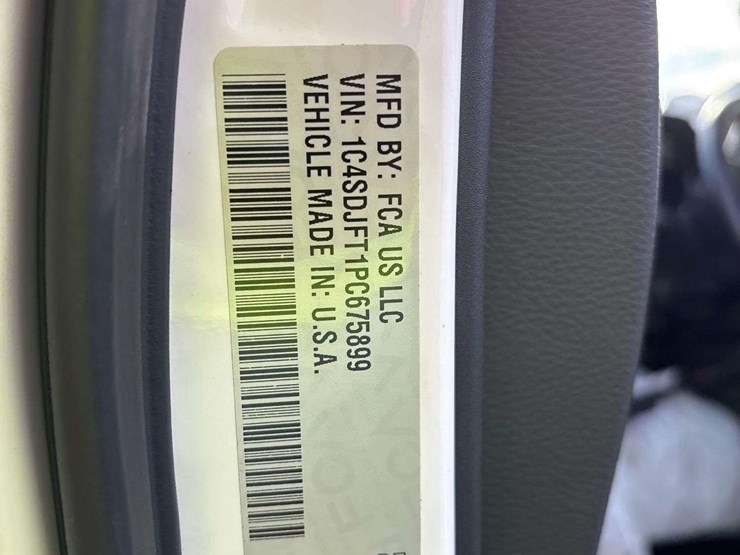 MFD BY: FCA US LLC
VIN: 1C4SDJFT1PC675899
VEHICLE MADE IN: U.S.A.